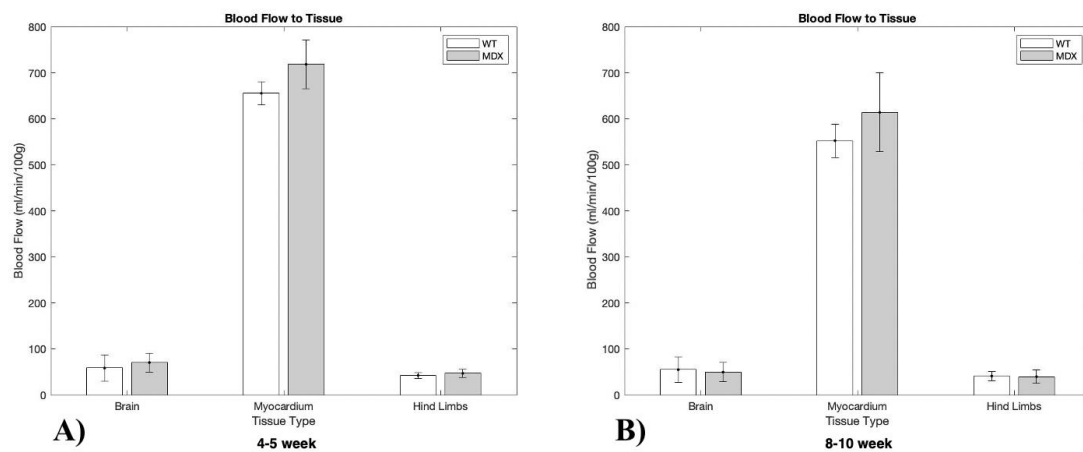 Blood Flow to Tissue
WT
MDX
Blood Flow (ml/min/100g)
800
700
600
500
400
300
200
100
0
Brain
Myocardium
Hind Limbs
Tissue Type
A)
4-5 week
Blood Flow to Tissue
WT
MDX
Blood Flow (ml/min/100g)
800
700
600
500
400
300
200
100
0
Brain
Myocardium
Hind Limbs
Tissue Type
B)
8-10 week